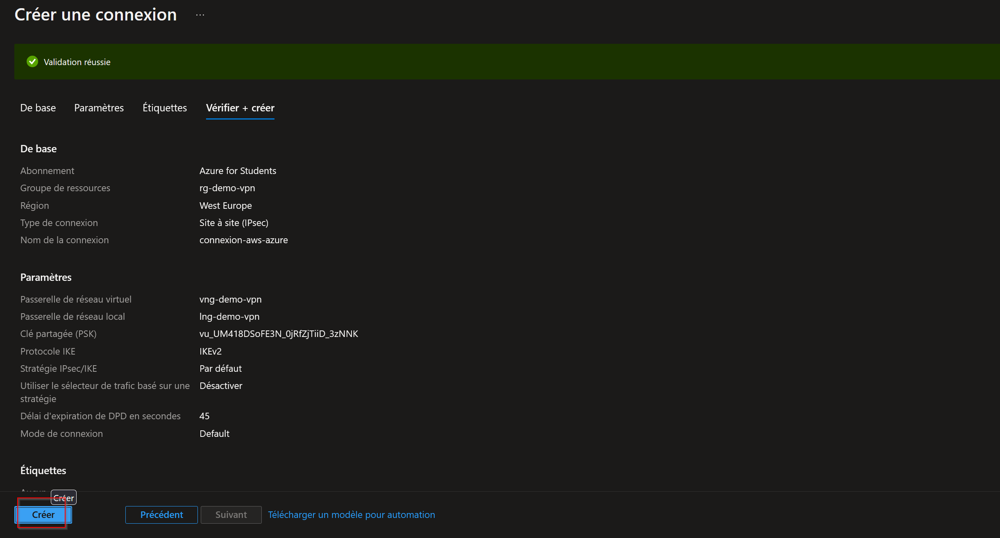 Créer une connexion ...
Validation réussie
De base Paramètres Étiquettes Vérifier + créer
De base
Abonnement Azure for Students
Groupe de ressources rg-demo-vpn
Région West Europe
Type de connexion Site à site (IPsec)
Nom de la connexion connexion-aws-azure
Paramètres
Passerelle de réseau virtuel vng-demo-vpn
Passerelle de réseau local lng-demo-vpn
Clé partagée (PSK) vu_UM418DSoFE3N_0jRfZjTiiD_3zNNK
Protocole IKE IKEv2
Stratégie IPsec/IKE Par défaut
Utiliser le sélecteur de trafic basé sur une Désactiver
stratégie
Délai d'expiration de DPD en secondes 45
Mode de connexion Default
Étiquettes
Créer
Créer Précédent Suivant Télécharger un modèle pour automation